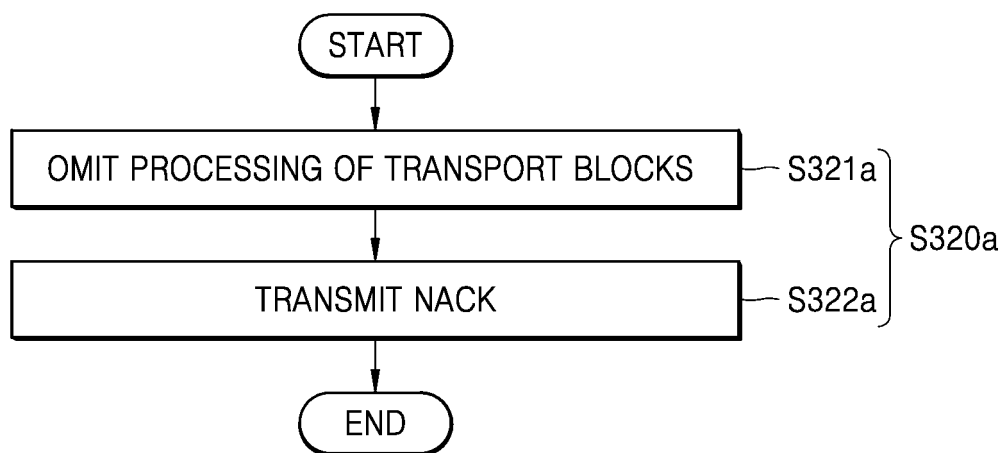 START
OMIT PROCESSING OF TRANSPORT BLOCKS
S321a
S320a
TRANSMIT NACK
S322a
END